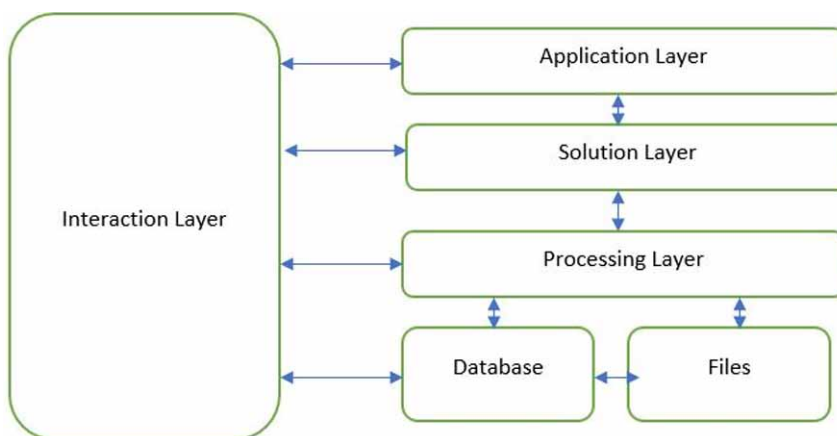 Application Layer
Solution Layer
Interaction Layer
Processing Layer
Database
Files